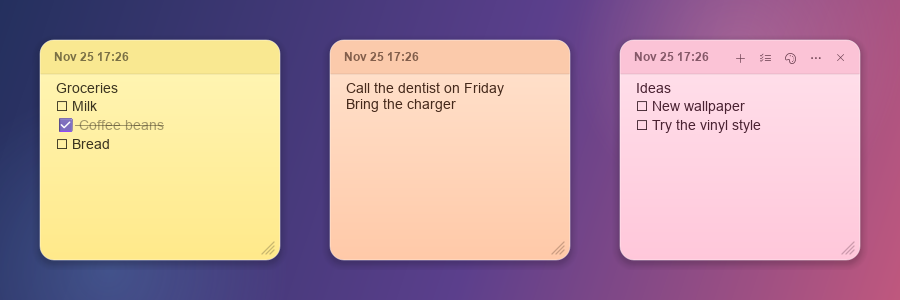 Nov 25 17:26
Groceries
☐ Milk
☑ Coffee beans
☐ Bread
Nov 25 17:26
Call the dentist on Friday
Bring the charger
Nov 25 17:26
Ideas
☐ New wallpaper
☐ Try the vinyl style